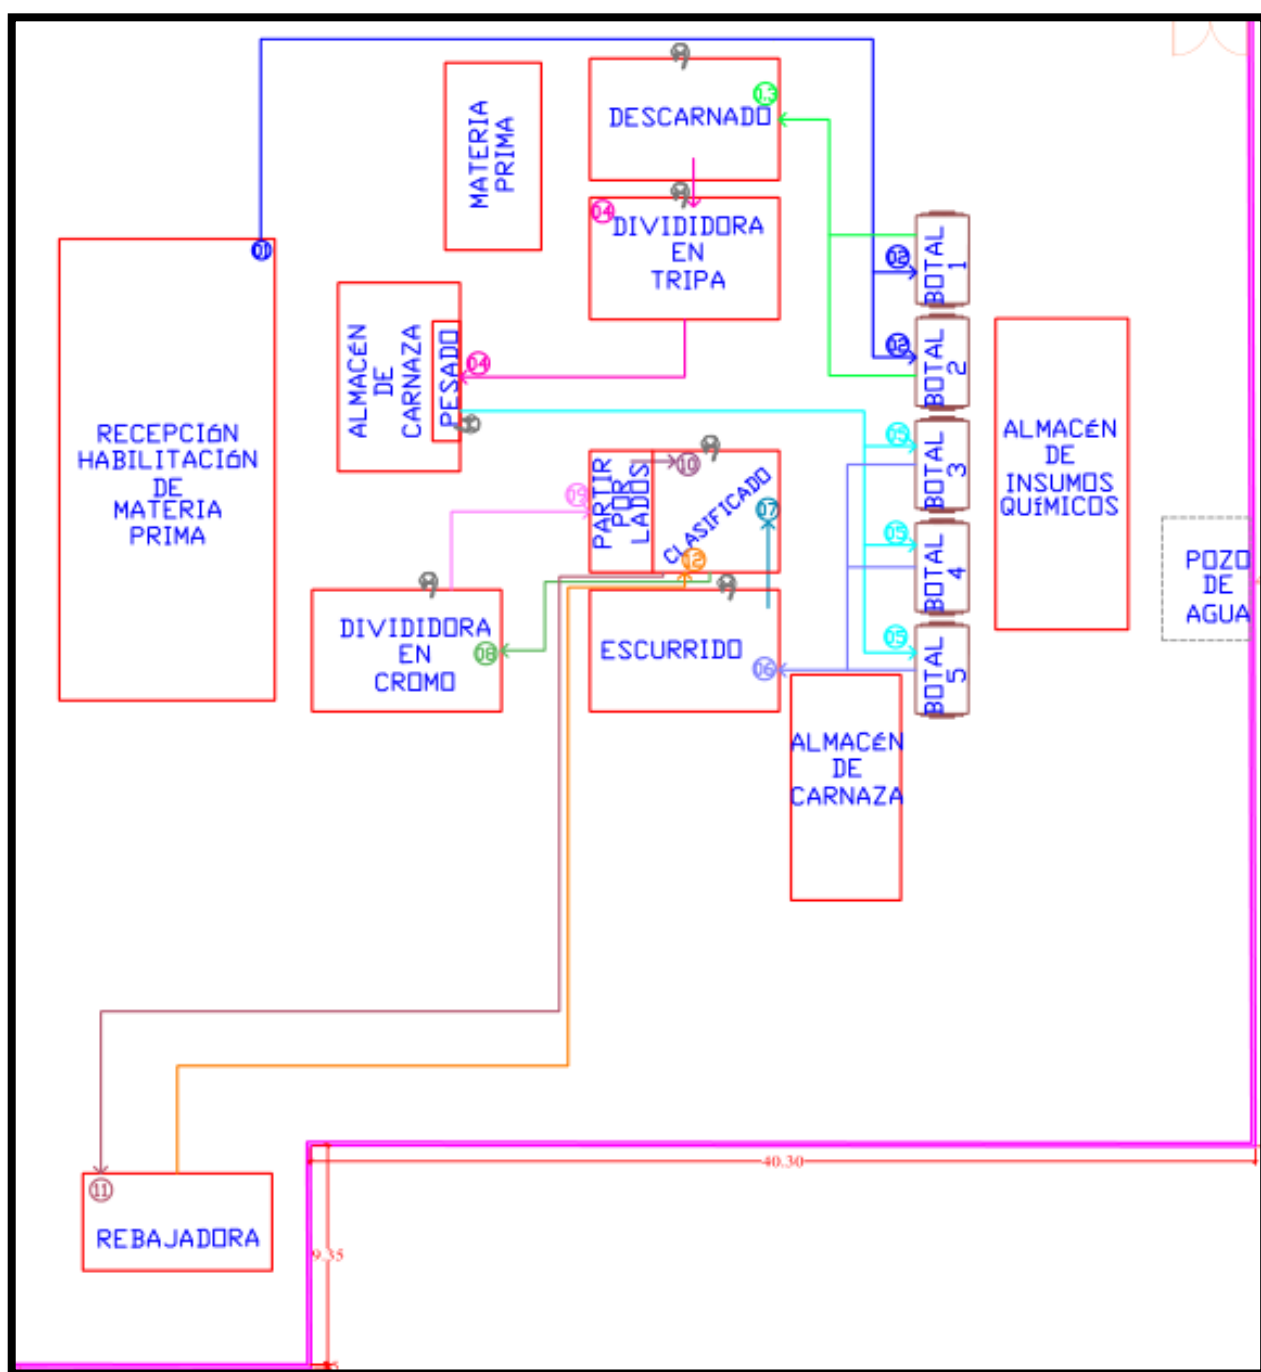 MATERIA
PRIMA
03
DESCARNADO
04
DIVIDIDORA
EN
TRIPA
01
RECEPCIóN
HABILITACIóN
DE
MATERIA
PRIMA
ALMACéN
DE
CARNAZA
PESADO
04
02
BOTAL
1
02
BOTAL
2
05
BOTAL
3
05
BOTAL
4
05
BOTAL
5
ALMACéN
DE
INSUMOS
QUíMICOS
POZO
DE
AGUA
09
PARTIR
POR
LADOS
10
CLASIFICADO
07
12
DIVIDIDORA
EN
CROMO
08
ESCURRIDO
06
ALMACéN
DE
CARNAZA
11
REBAJADORA
40.30
9.35